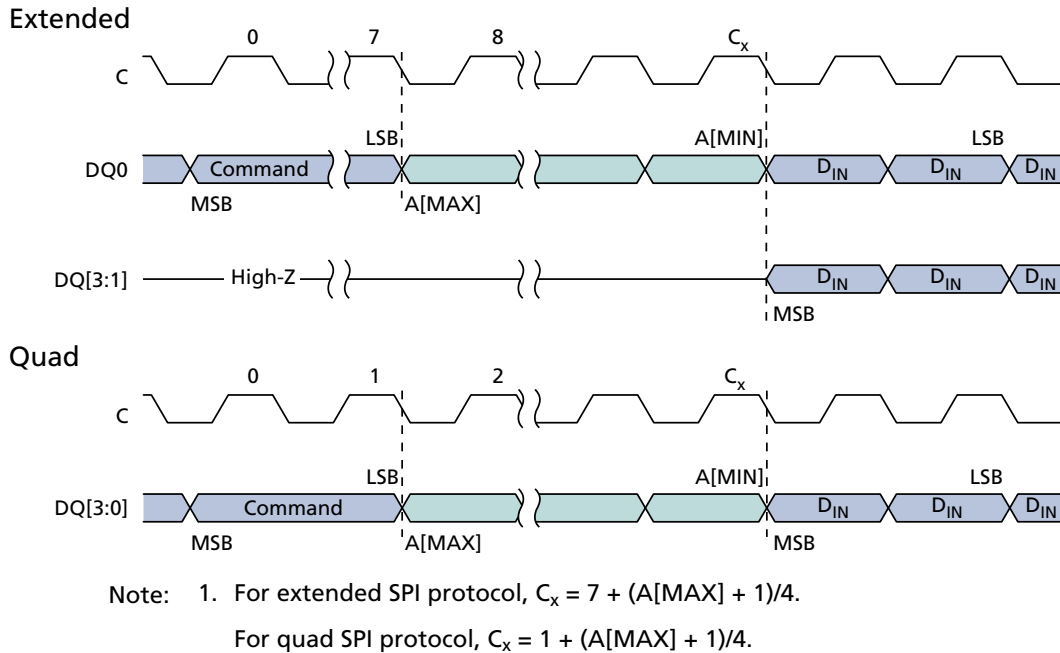 Extended
0 7 8 Cx
C
LSB A[MIN] LSB
DQ0 Command DIN DIN DIN
MSB A[MAX]
DQ[3:1] High-Z DIN DIN DIN
MSB
Quad
0 1 2 Cx
C
LSB A[MIN] LSB
DQ[3:0] Command DIN DIN DIN
MSB A[MAX] MSB
Note: 1. For extended SPI protocol, Cx = 7 + (A[MAX] + 1)/4.
For quad SPI protocol, Cx = 1 + (A[MAX] + 1)/4.